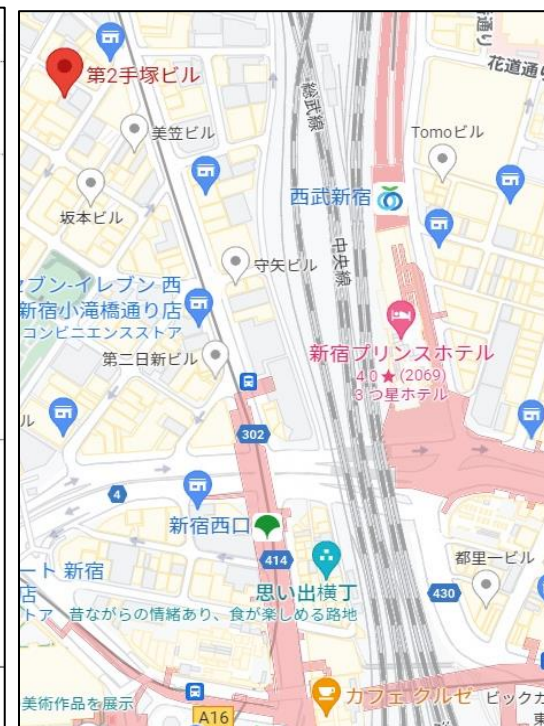 花道通り
第2手塚ビル
総武線
美笠ビル
Tomoビル
坂本ビル
西武新宿
中央線
守矢ビル
セブン-イレブン 西
新宿小滝橋通り店
コンビニエンスストア
第二日新ビル
新宿プリンスホテル
4.0★(2069)
3つ星ホテル
ル
302
4
新宿西口
414
思い出横丁
昔ながらの情緒あり、食が楽しめる路地
都里一ビル
430
ート 新宿
店
トア
美術作品を展示
A16
カフェ クルゼ
ビックカ